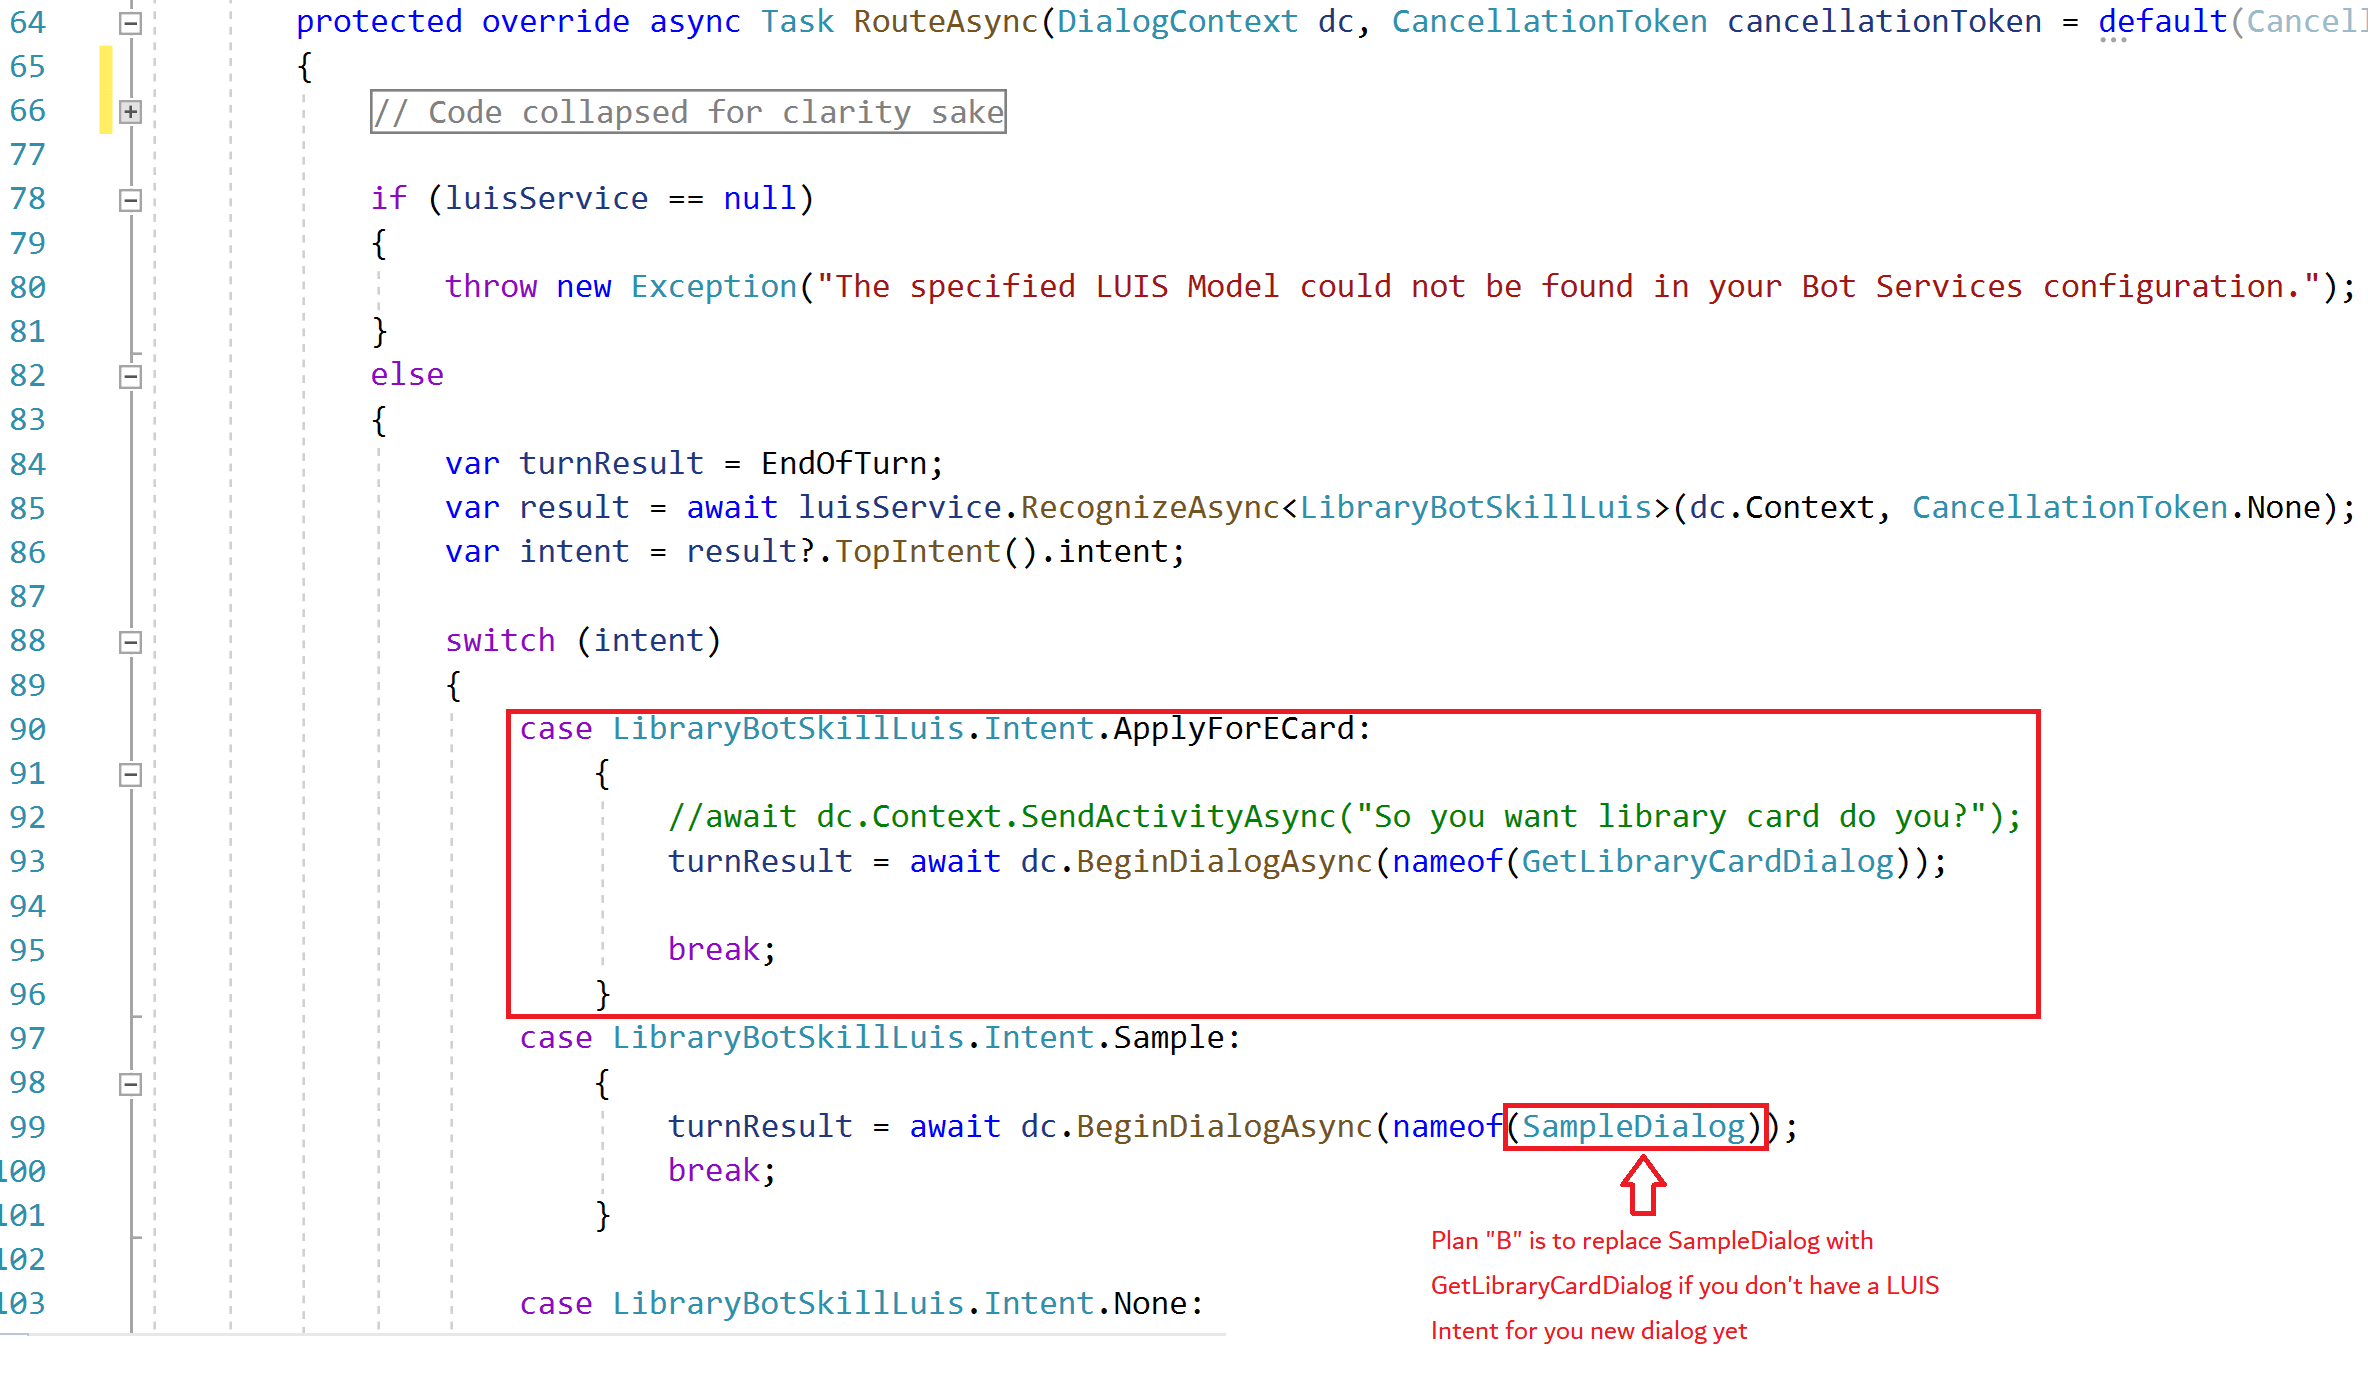 64 protected override async Task RouteAsync(DialogContext dc, CancellationToken cancellationToken = default(Cancell
65 {
66 // Code collapsed for clarity sake
77
78 if (luisService == null)
79 {
80 throw new Exception("The specified LUIS Model could not be found in your Bot Services configuration.");
81 }
82 else
83 {
84 var turnResult = EndOfTurn;
85 var result = await luisService.RecognizeAsync<LibraryBotSkillLuis>(dc.Context, CancellationToken.None);
86 var intent = result?.TopIntent().intent;
87
88 switch (intent)
89 {
90 case LibraryBotSkillLuis.Intent.ApplyForECard:
91 {
92 //await dc.Context.SendActivityAsync("So you want library card do you?");
93 turnResult = await dc.BeginDialogAsync(nameof(GetLibraryCardDialog));
94
95 break;
96 }
97 case LibraryBotSkillLuis.Intent.Sample:
98 {
99 turnResult = await dc.BeginDialogAsync(nameof(SampleDialog));
100 break;
101 }
102
103 case LibraryBotSkillLuis.Intent.None:
Plan "B" is to replace SampleDialog with
GetLibraryCardDialog if you don't have a LUIS
Intent for you new dialog yet